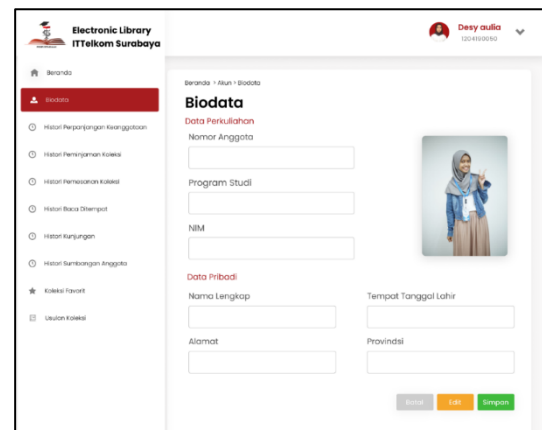 Electronic Library
ITTelkom Surabaya
Desy aulia
1204190050
Beranda
Biodata
Histori Perpanjangan Keanggotaan
Histori Peminjaman Koleksi
Histori Pemesanan Koleksi
Histori Baca Ditempat
Histori Kunjungan
Histori Sumbangan Anggota
Koleksi Favorit
Usulan Koleksi
Beranda > Akun > Biodata
Biodata
Data Perkuliahan
Nomor Anggota
Program Studi
NIM
Data Pribadi
Nama Lengkap
Tempat Tanggal Lahir
Alamat
Provindsi
Batal
Edit
Simpan